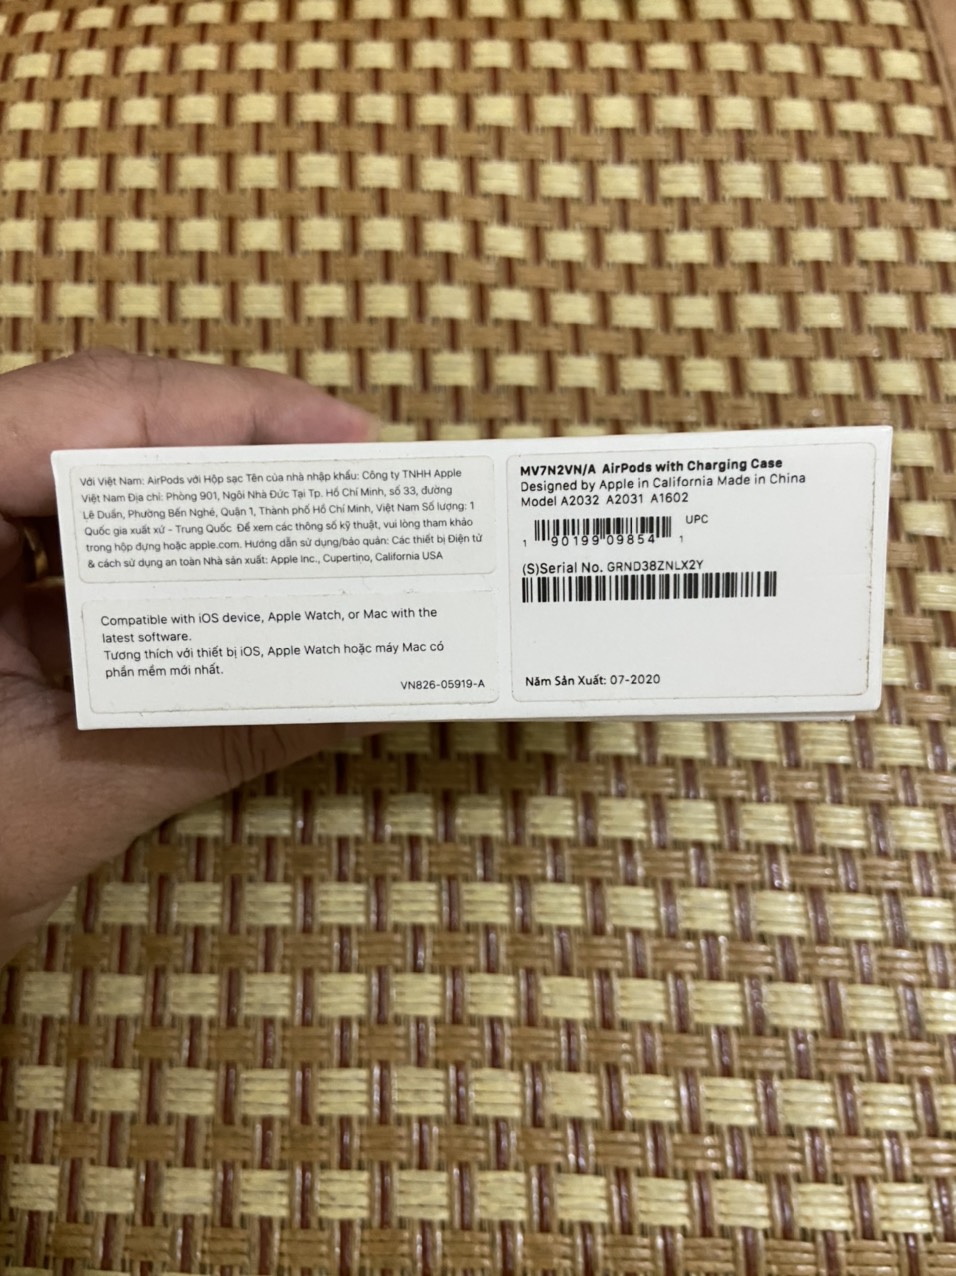 Với Việt Nam: AirPods với Hộp sạc Tên của nhà nhập khẩu: Công ty TNHH Apple
Việt Nam Địa chỉ: Phòng 901, Ngôi Nhà Đức Tại Tp. Hồ Chí Minh, số 33, đường
Lê Duẩn, Phường Bến Nghé, Quận 1, Thành phố Hồ Chí Minh, Việt Nam Số lượng: 1
Quốc gia xuất xứ - Trung Quốc Để xem các thông số kỹ thuật, vui lòng tham khảo
trong hộp đựng hoặc apple.com. Hướng dẫn sử dụng/bảo quản: Các thiết bị Điện tử
& cách sử dụng an toàn Nhà sản xuất: Apple Inc., Cupertino, California USA
Compatible with iOS device, Apple Watch, or Mac with the
latest software.
Tương thích với thiết bị iOS, Apple Watch hoặc máy Mac có
phần mềm mới nhất.
VN826-05919-A
MV7N2VN/A AirPods with Charging Case
Designed by Apple in California Made in China
Model A2032 A2031 A1602
UPC
1 90199 09854 1
(S)Serial No. GRND38ZNLX2Y
Năm Sản Xuất: 07-2020